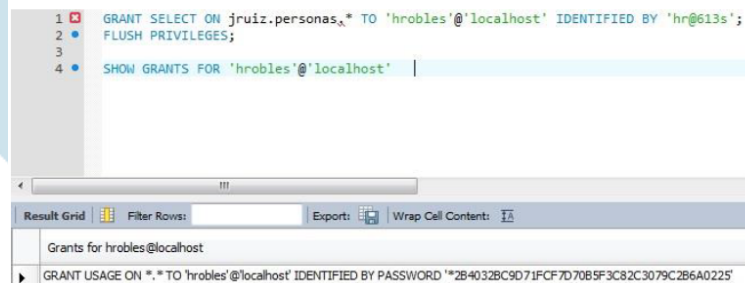 1 GRANT SELECT ON jruiz.personas.* TO 'hrobles'@'localhost' IDENTIFIED BY 'hr@613s';
2 FLUSH PRIVILEGES;
3
4 SHOW GRANTS FOR 'hrobles'@'localhost'
Result Grid Filter Rows: Export: Wrap Cell Content: IA
Grants for hrobles@localhost
GRANT USAGE ON *.* TO 'hrobles'@'localhost' IDENTIFIED BY PASSWORD '*2B4032BC9D71FCF7D70B5F3C82C3079C2B6A0225'